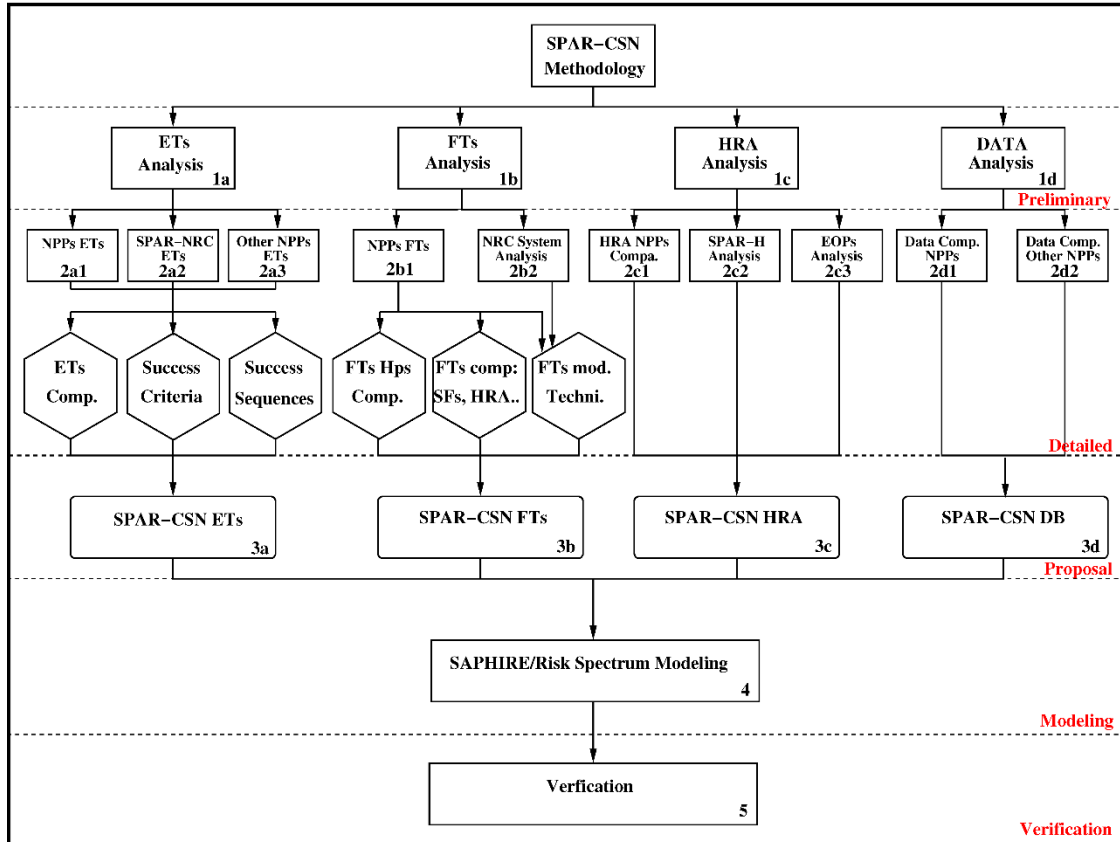 SPAR−CSN
Methodology
ETs
Analysis
1a
FTs
Analysis
1b
HRA
Analysis
1c
DATA
Analysis
1d
Preliminary
NPPs ETs
2a1
SPAR−NRC
ETs
2a2
Other NPPs
ETs
2a3
NPPs FTs
2b1
NRC System
Analysis
2b2
HRA NPPs
Compa.
2c1
SPAR−H
Analysis
2c2
EOPs
Analysis
2c3
Data Comp.
NPPs
2d1
Data Comp.
Other NPPs
2d2
ETs
Comp.
Success
Criteria
Success
Sequences
FTs Hps
Comp.
FTs comp:
SFs, HRA..
FTs mod.
Techni.
Detailed
SPAR−CSN ETs
3a
SPAR−CSN FTs
3b
SPAR−CSN HRA
3c
SPAR−CSN DB
3d
Proposal
SAPHIRE/Risk Spectrum Modeling
4
Modeling
Verfication
5
Verification